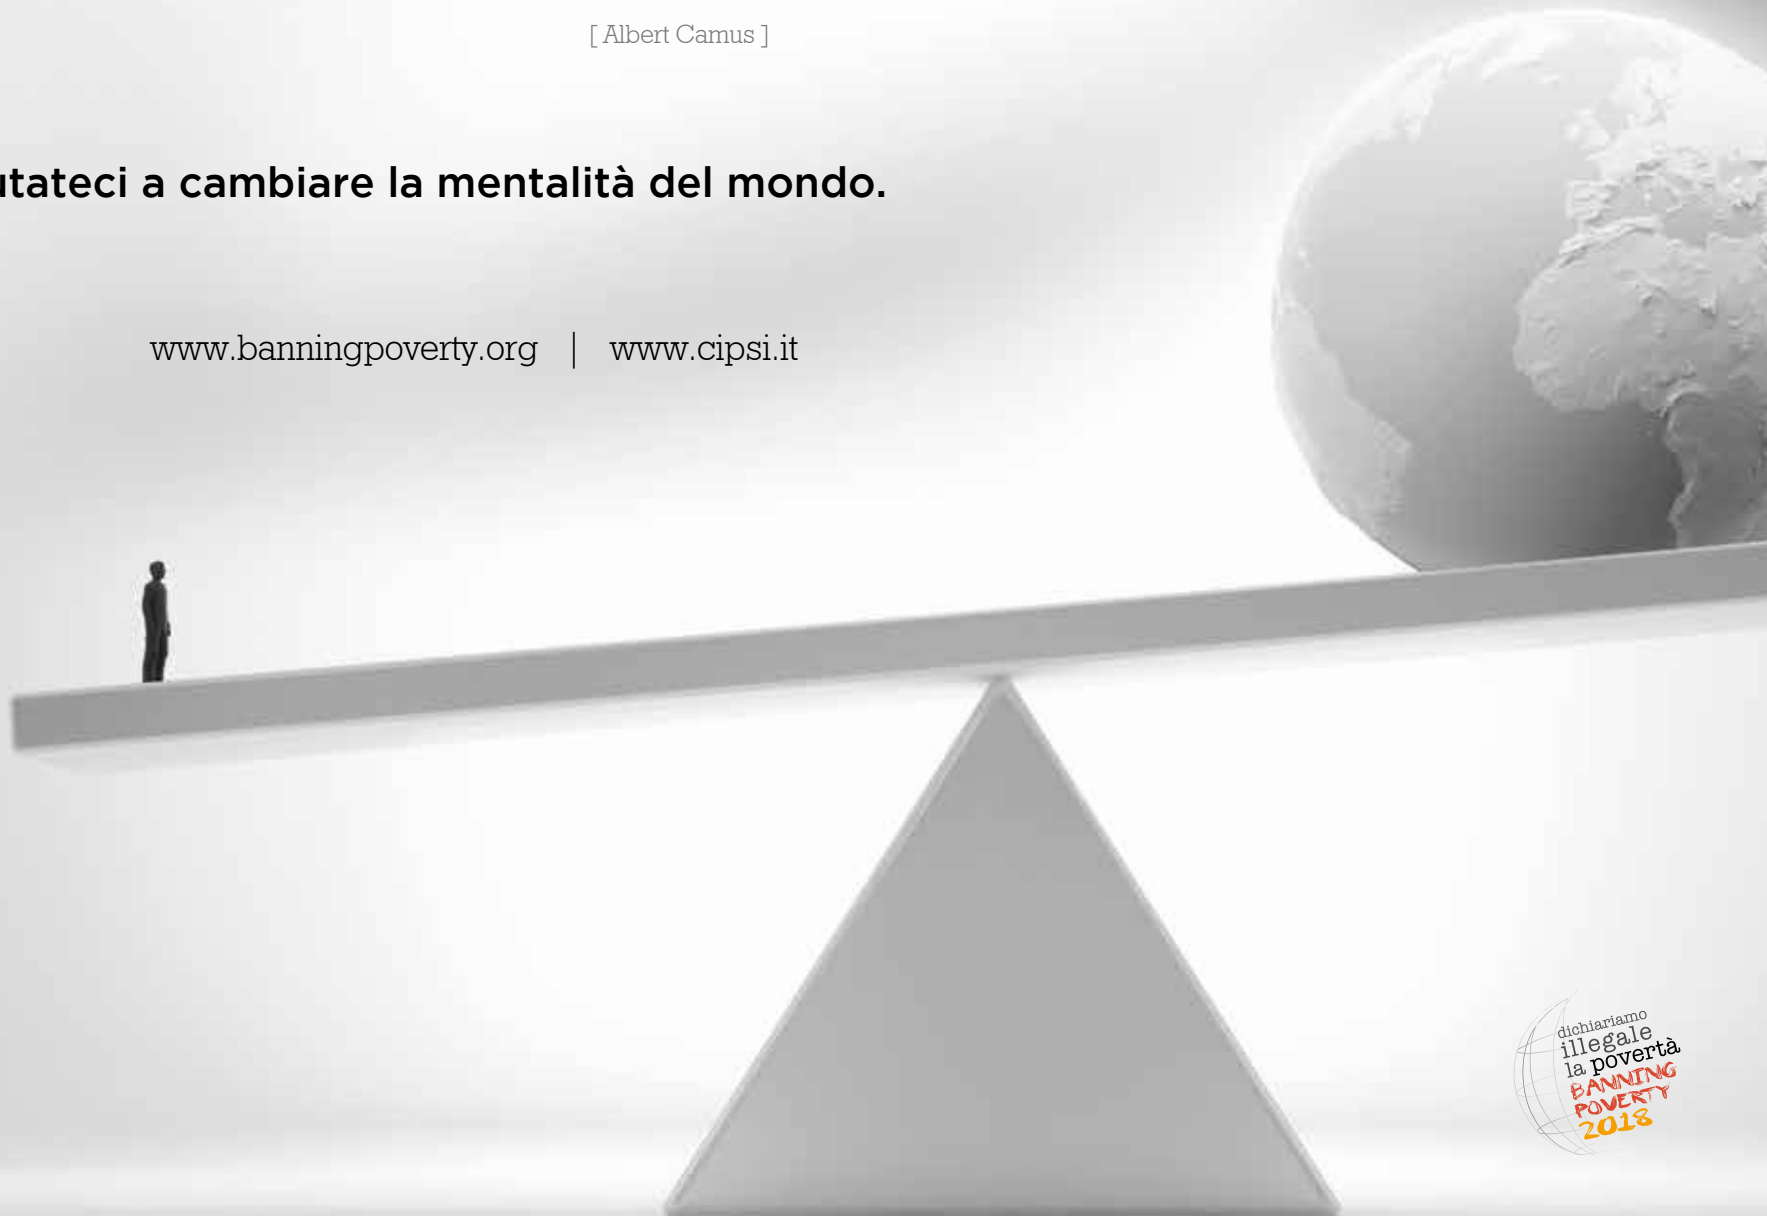 [ Albert Camus ]
utateci a cambiare la mentalità del mondo.
www.banningpoverty.org | www.cipsi.it
dichiariamo
illegale
la povertà
BANNING
POVERTY
2018